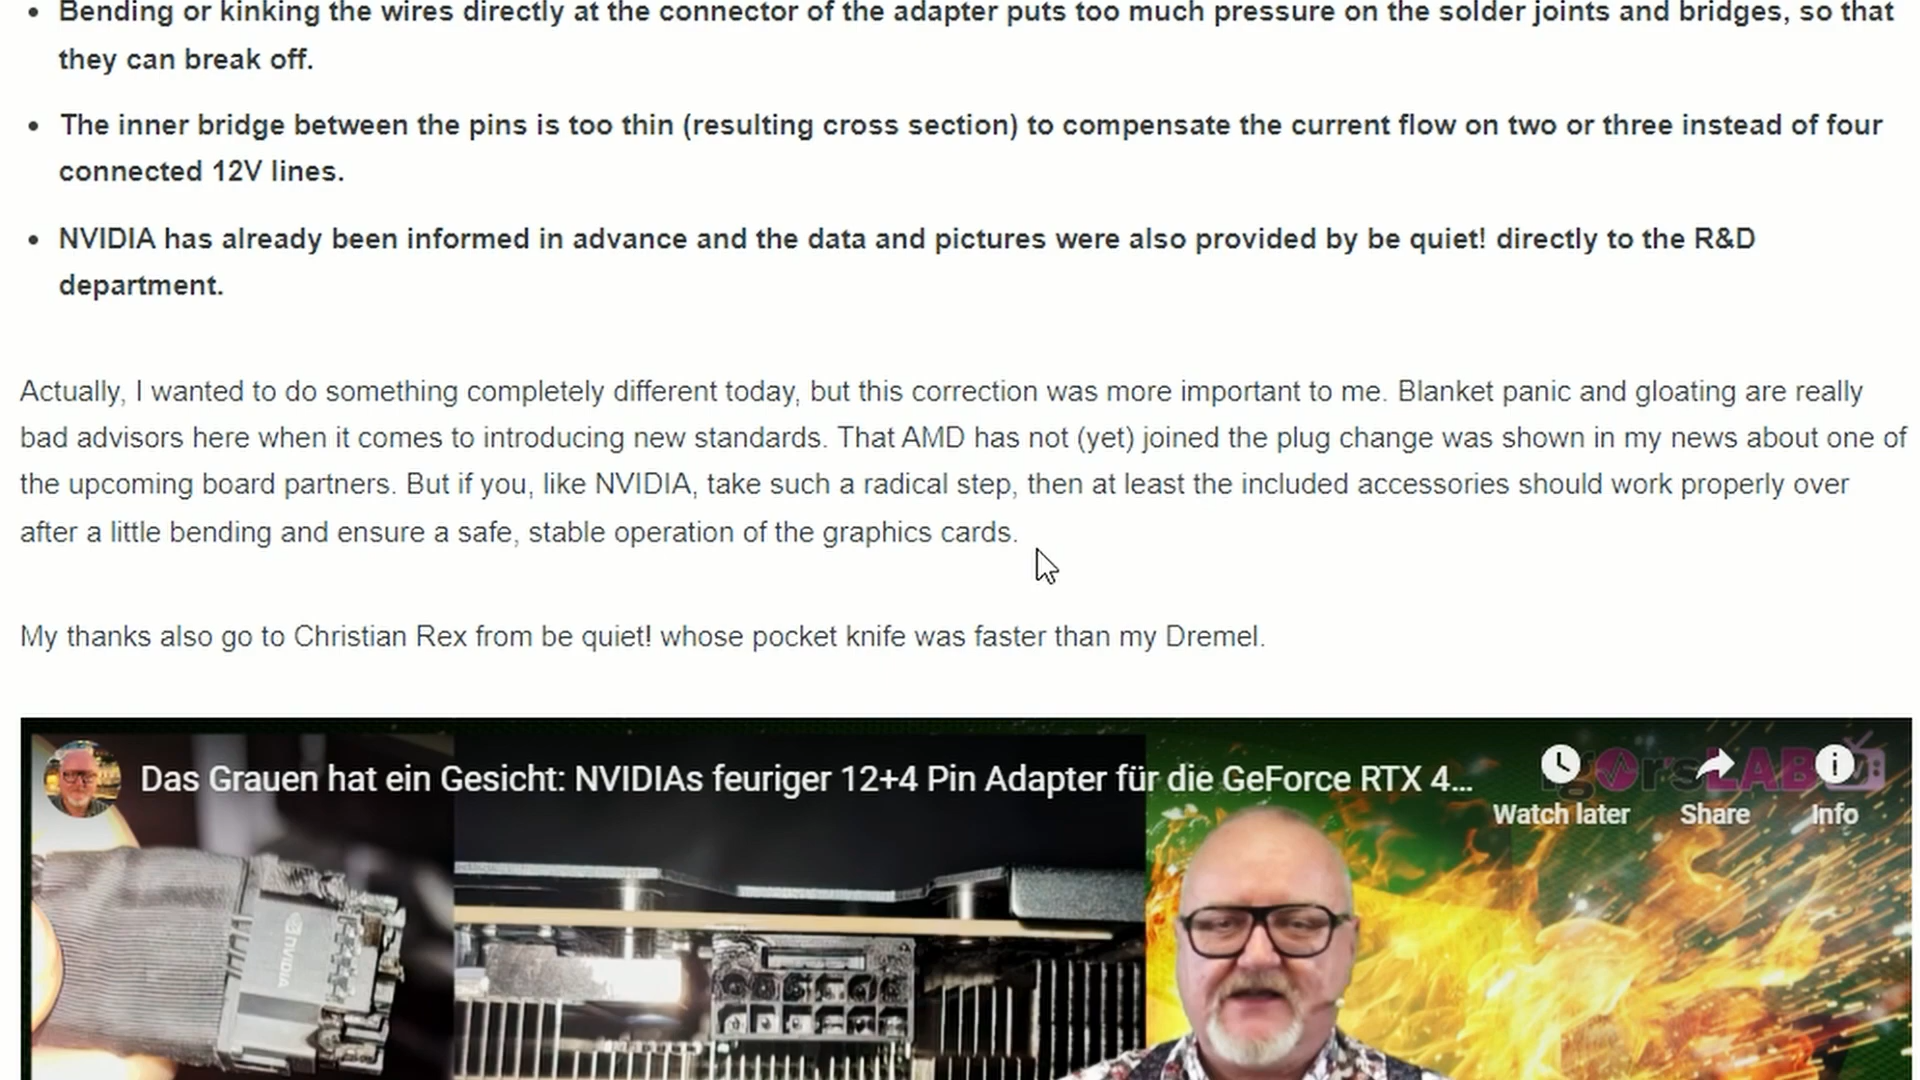 Bending or kinking the wires directly at the connector of the adapter puts too much pressure on the solder joints and bridges, so that
they can break off.
The inner bridge between the pins is too thin (resulting cross section) to compensate the current flow on two or three instead of four
connected 12V lines.
NVIDIA has already been informed in advance and the data and pictures were also provided by be quiet! directly to the R&D
department.
Actually, I wanted to do something completely different today, but this correction was more important to me. Blanket panic and gloating are really
bad advisors here when it comes to introducing new standards. That AMD has not (yet) joined the plug change was shown in my news about one of
the upcoming board partners. But if you, like NVIDIA, take such a radical step, then at least the included accessories should work properly over
after a little bending and ensure a safe, stable operation of the graphics cards.
My thanks also go to Christian Rex from be quiet! whose pocket knife was faster than my Dremel.
Das Grauen hat ein Gesicht: NVIDIAs feuriger 12+4 Pin Adapter für die GeForce RTX 4...
igorsLAB
Watch later
Share
Info
NVIDIA